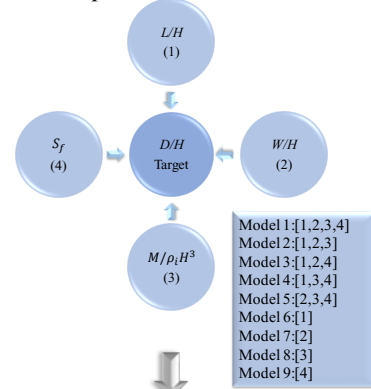 L/H
(1)
S_f
(4)
D/H
Target
W/H
(2)
M/ρ_iH³
(3)
Model 1:[1,2,3,4]
Model 2:[1,2,3]
Model 3:[1,2,4]
Model 4:[1,3,4]
Model 5:[2,3,4]
Model 6:[1]
Model 7:[2]
Model 8:[3]
Model 9:[4]